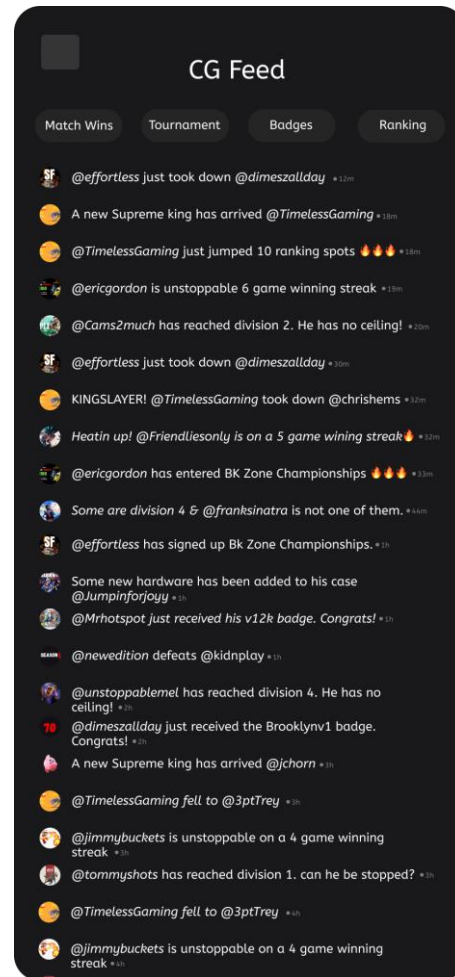 CG Feed
Match Wins
Tournament
Badges
Ranking
SF
@effortless just took down @dimeszallday • 12m
A new Supreme king has arrived @TimelessGaming • 18m
@TimelessGaming just jumped 10 ranking spots 🔥🔥🔥 • 18m
@ericgordon is unstoppable 6 game winning streak • 19m
@Cams2much has reached division 2. He has no ceiling! • 20m
SF
@effortless just took down @dimeszallday • 30m
KINGSLAYER! @TimelessGaming took down @chrishems • 32m
Heatin up! @Friendliesonly is on a 5 game wining streak🔥 • 32m
@ericgordon has entered BK Zone Championships 🔥🔥🔥 • 33m
Some are division 4 & @franksinatra is not one of them. • 44m
SF
@effortless has signed up Bk Zone Championships. • 1h
Some new hardware has been added to his case
@Jumpinforjoyy • 1h
@Mrhotspot just received his v12k badge. Congrats! • 1h
SEASON
@newedition defeats @kidnplay • 1h
@unstoppablemel has reached division 4. He has no
ceiling! • 2h
70
@dimeszallday just received the Brooklynv1 badge.
Congrats! • 2h
A new Supreme king has arrived @jchorn • 3h
@TimelessGaming fell to @3ptTrey • 3h
@jimmybuckets is unstoppable on a 4 game winning
streak • 3h
@tommyshots has reached division 1. can he be stopped? • 3h
@TimelessGaming fell to @3ptTrey • 4h
@jimmybuckets is unstoppable on a 4 game winning
streak • 4h